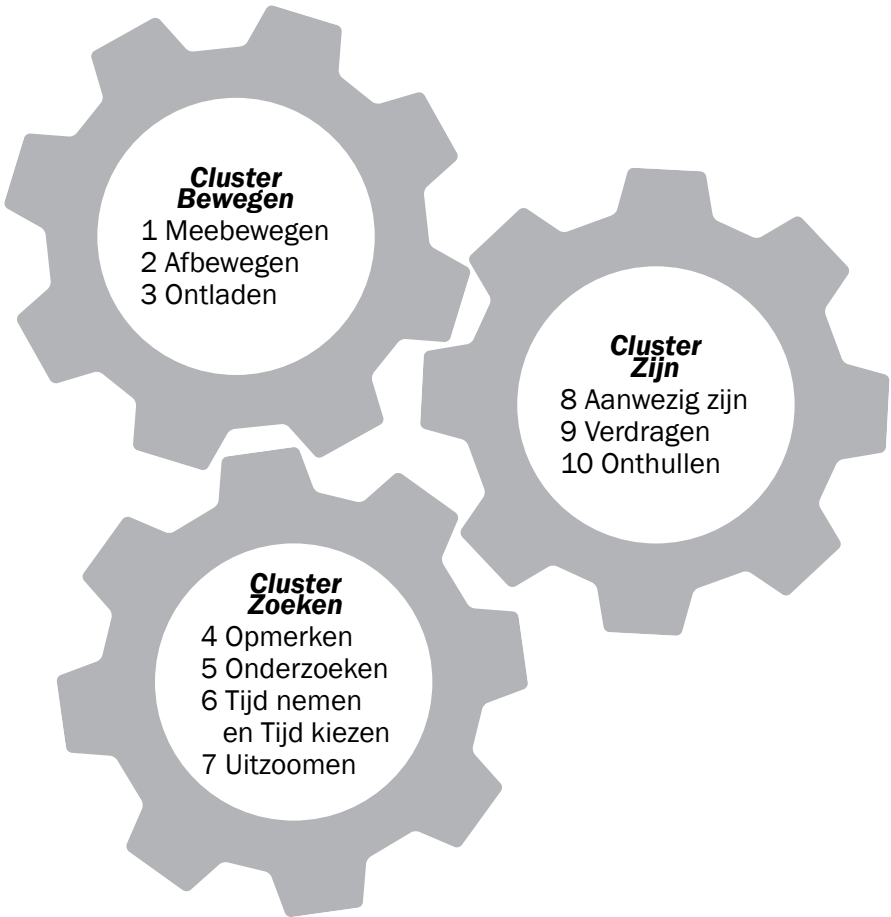 Cluster
Bewegen
1 Meebewegen
2 Afbewegen
3 Ontladen
Cluster
Zijn
8 Aanwezig zijn
9 Verdragen
10 Onthullen
Cluster
Zoeken
4 Opmerken
5 Onderzoeken
6 Tijd nemen
en Tijd kiezen
7 Uitzoomen